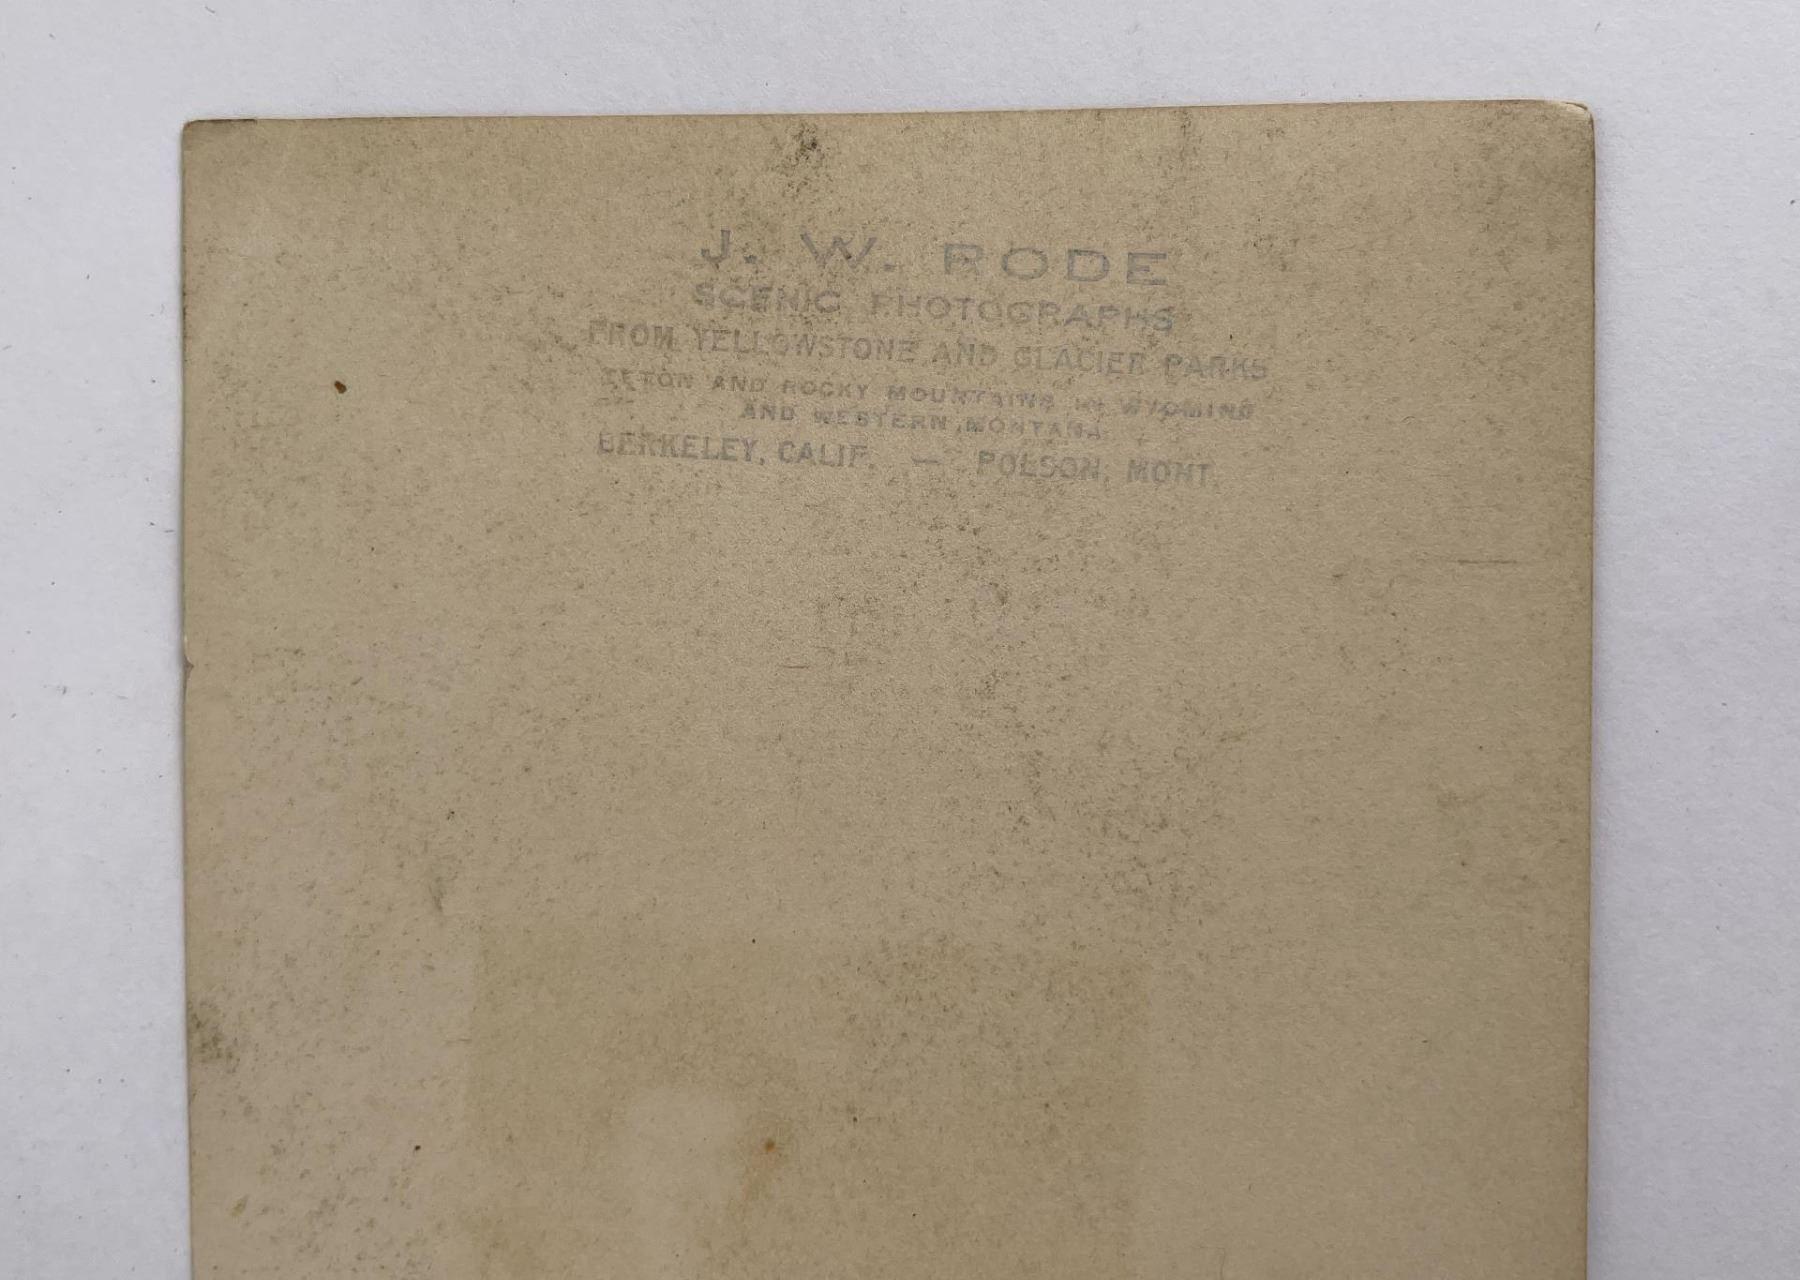 J. W. RODE
SCENIC PHOTOGRAPHS
FROM YELLOWSTONE AND GLACIER PARKS
TETON AND ROCKY MOUNTAINS IN WYOMING
AND WESTERN MONTANA
BERKELEY, CALIF. — POLSON, MONT.